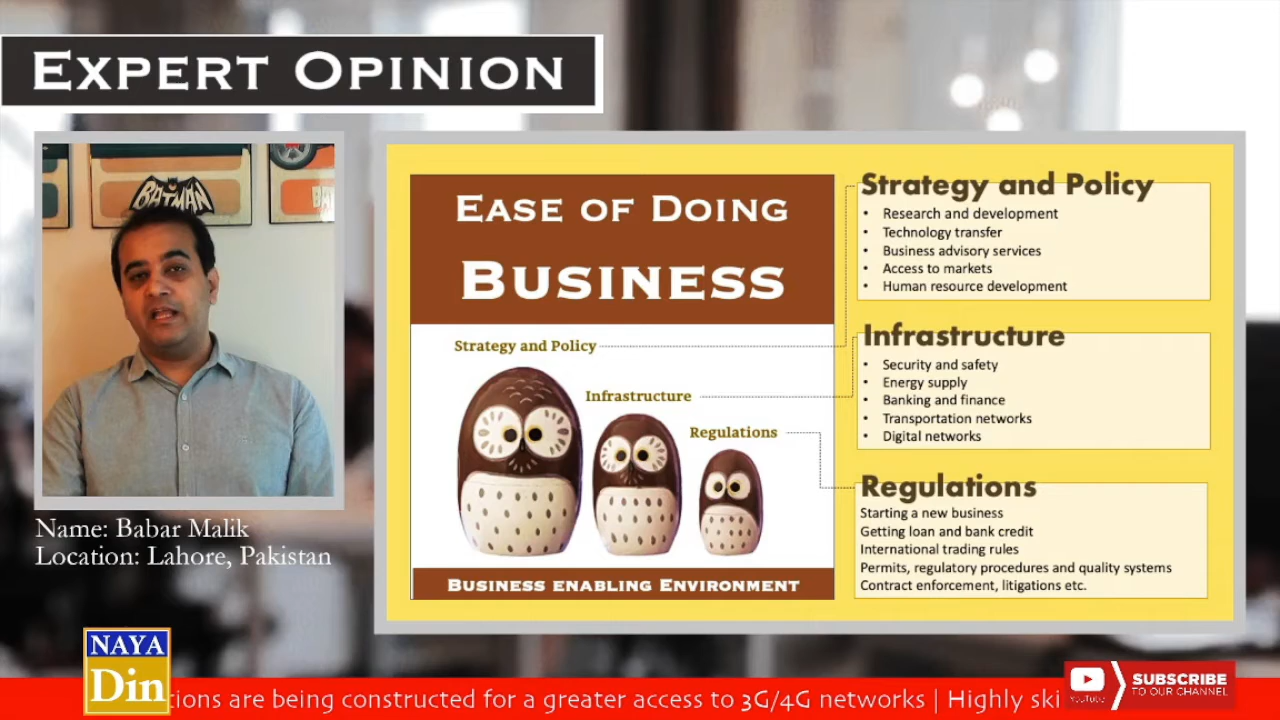 EXPERT OPINION
BATMAN
Name: Babar Malik
Location: Lahore, Pakistan
EASE OF DOING
BUSINESS
Strategy and Policy
Infrastructure
Regulations
BUSINESS ENABLING ENVIRONMENT
Strategy and Policy
• Research and development
• Technology transfer
• Business advisory services
• Access to markets
• Human resource development
Infrastructure
• Security and safety
• Energy supply
• Banking and finance
• Transportation networks
• Digital networks
Regulations
Starting a new business
Getting loan and bank credit
International trading rules
Permits, regulatory procedures and quality systems
Contract enforcement, litigations etc.
NAYA
Din
tions are being constructed for a greater access to 3G/4G networks | Highly ski
YouTube
SUBSCRIBE
TO OUR CHANNEL